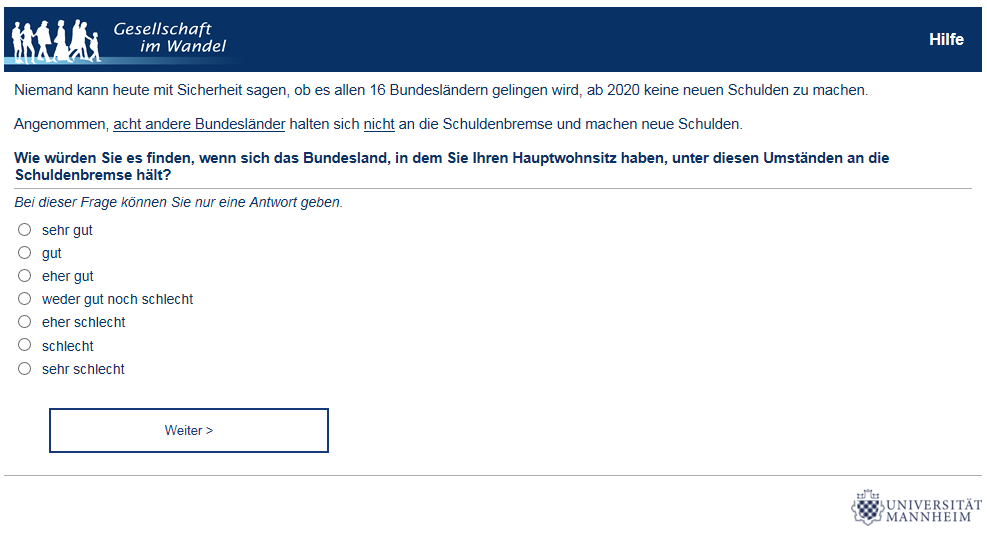 Gesellschaft
im Wandel
Hilfe
Niemand kann heute mit Sicherheit sagen, ob es allen 16 Bundesländern gelingen wird, ab 2020 keine neuen Schulden zu machen.
Angenommen, acht andere Bundesländer halten sich nicht an die Schuldenbremse und machen neue Schulden.
Wie würden Sie es finden, wenn sich das Bundesland, in dem Sie Ihren Hauptwohnsitz haben, unter diesen Umständen an die
Schuldenbremse hält?
Bei dieser Frage können Sie nur eine Antwort geben.
sehr gut
gut
eher gut
weder gut noch schlecht
eher schlecht
schlecht
sehr schlecht
Weiter >
UNIVERSITÄT
MANNHEIM